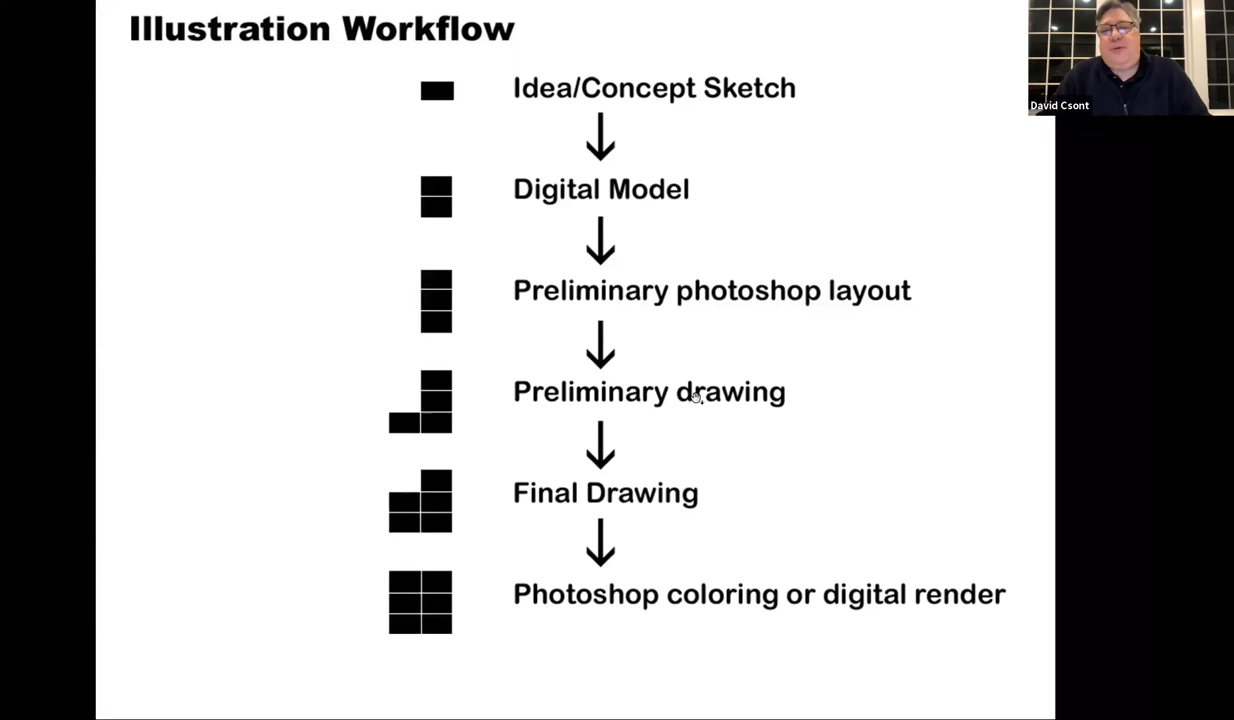 Illustration Workflow
Idea/Concept Sketch
David Csont
Digital Model
Preliminary photoshop layout
Preliminary drawing
Final Drawing
Photoshop coloring or digital render